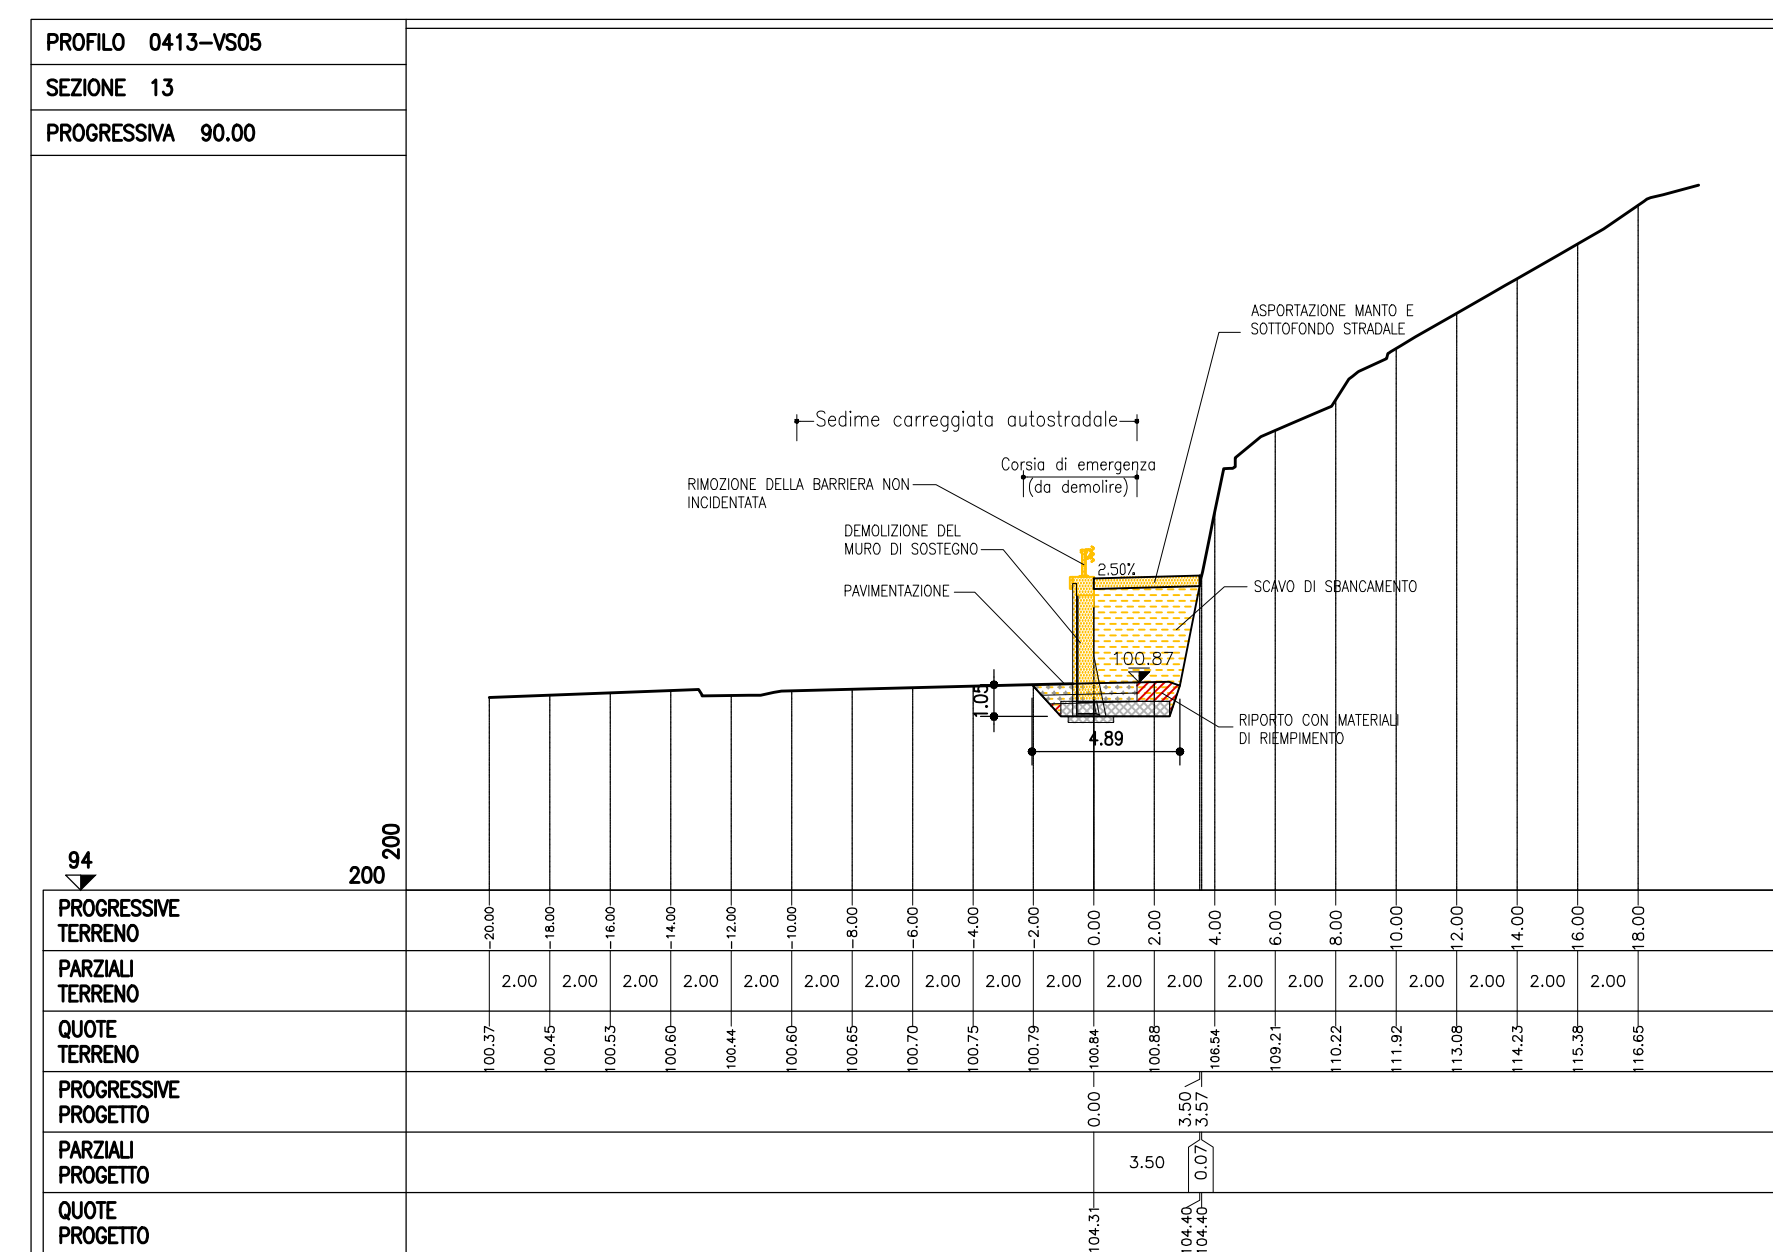 PROFILO 0413-VS05
SEZIONE 13
PROGRESSIVA 90.00
ASPORTAZIONE MANTO E
SOTTOFONDO STRADALE
Sedime carreggiata autostradale
Corsia di emergenza
(da demolire)
RIMOZIONE DELLA BARRIERA NON
INCIDENTATA
DEMOLIZIONE DEL
MURO DI SOSTEGNO
2.50%
PAVIMENTAZIONE
SCAVO DI SBANCAMENTO
100.87
1.05
RIPORTO CON MATERIALI
DI RIEMPIMENTO
4.89
94
200
200
PROGRESSIVE
TERRENO
-20.00 -18.00 -16.00 -14.00 -12.00 -10.00 -8.00 -6.00 -4.00 -2.00 0.00 2.00 4.00 6.00 8.00 10.00 12.00 14.00 16.00 18.00
PARZIALI
TERRENO
2.00 2.00 2.00 2.00 2.00 2.00 2.00 2.00 2.00 2.00 2.00 2.00 2.00 2.00 2.00 2.00 2.00 2.00 2.00
QUOTE
TERRENO
100.37 100.45 100.53 100.60 100.44 100.60 100.65 100.70 100.75 100.79 100.84 100.88 106.54 109.21 110.22 111.92 113.08 114.23 115.38 116.65
PROGRESSIVE
PROGETTO
0.00 3.50 3.57
PARZIALI
PROGETTO
3.50 0.07
QUOTE
PROGETTO
104.31 104.40 104.40